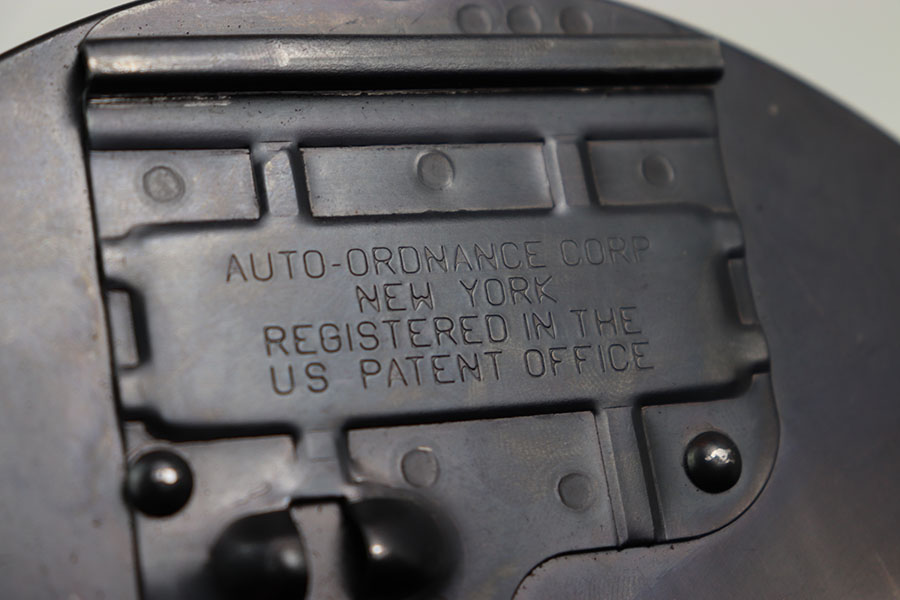 AUTO-ORDNANCE CORP
NEW YORK
REGISTERED IN THE
US PATENT OFFICE